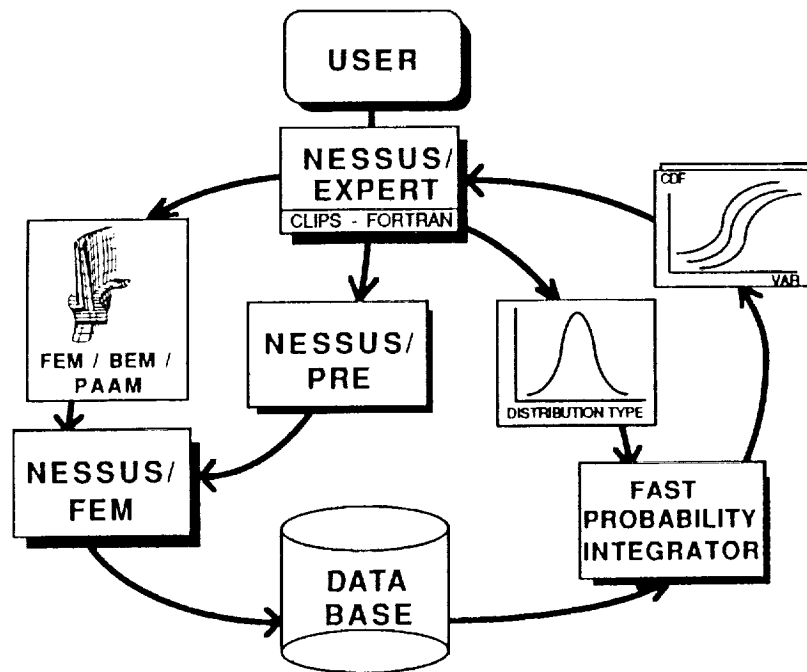 USER
NESSUS/
EXPERT
CLIPS - FORTRAN
CDF
VAR
FEM / BEM /
PAAM
NESSUS/
PRE
DISTRIBUTION TYPE
NESSUS/
FEM
FAST
PROBABILITY
INTEGRATOR
DATA
BASE